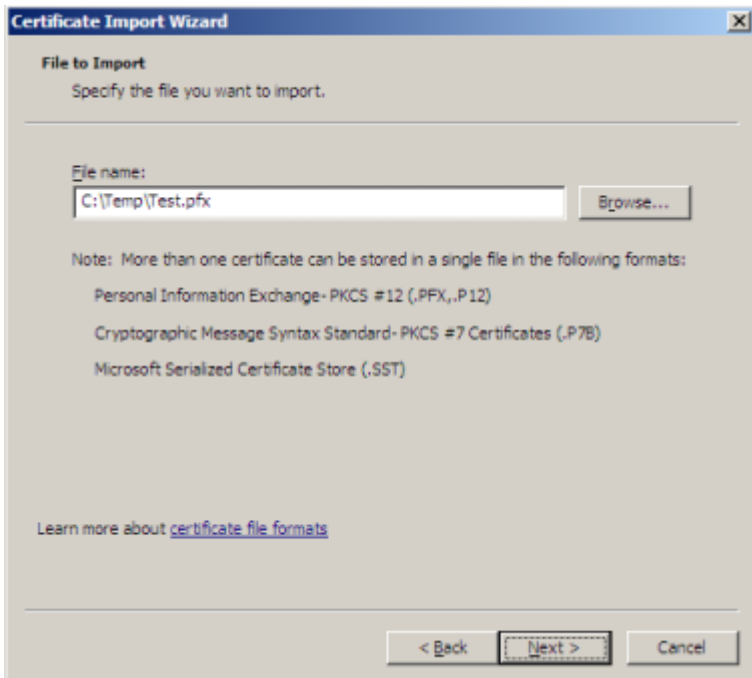 Certificate Import Wizard
File to Import
Specify the file you want to import.
File name:
C:\Temp\Test.pfx
Browse...
Note: More than one certificate can be stored in a single file in the following formats:
Personal Information Exchange- PKCS #12 (.PFX,.P12)
Cryptographic Message Syntax Standard- PKCS #7 Certificates (.P7B)
Microsoft Serialized Certificate Store (.SST)
Learn more about certificate file formats
< Back
Next >
Cancel